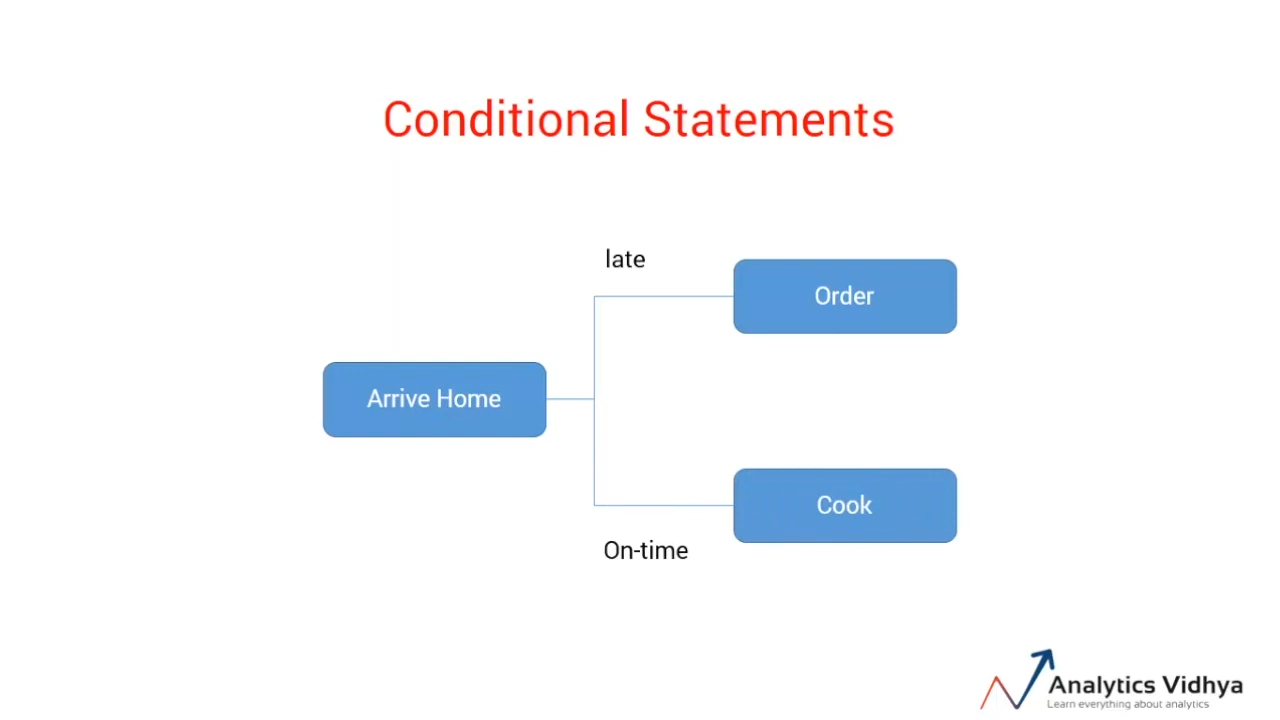 Conditional Statements
late
Order
Arrive Home
Cook
On-time
Analytics Vidhya
Learn everything about analytics